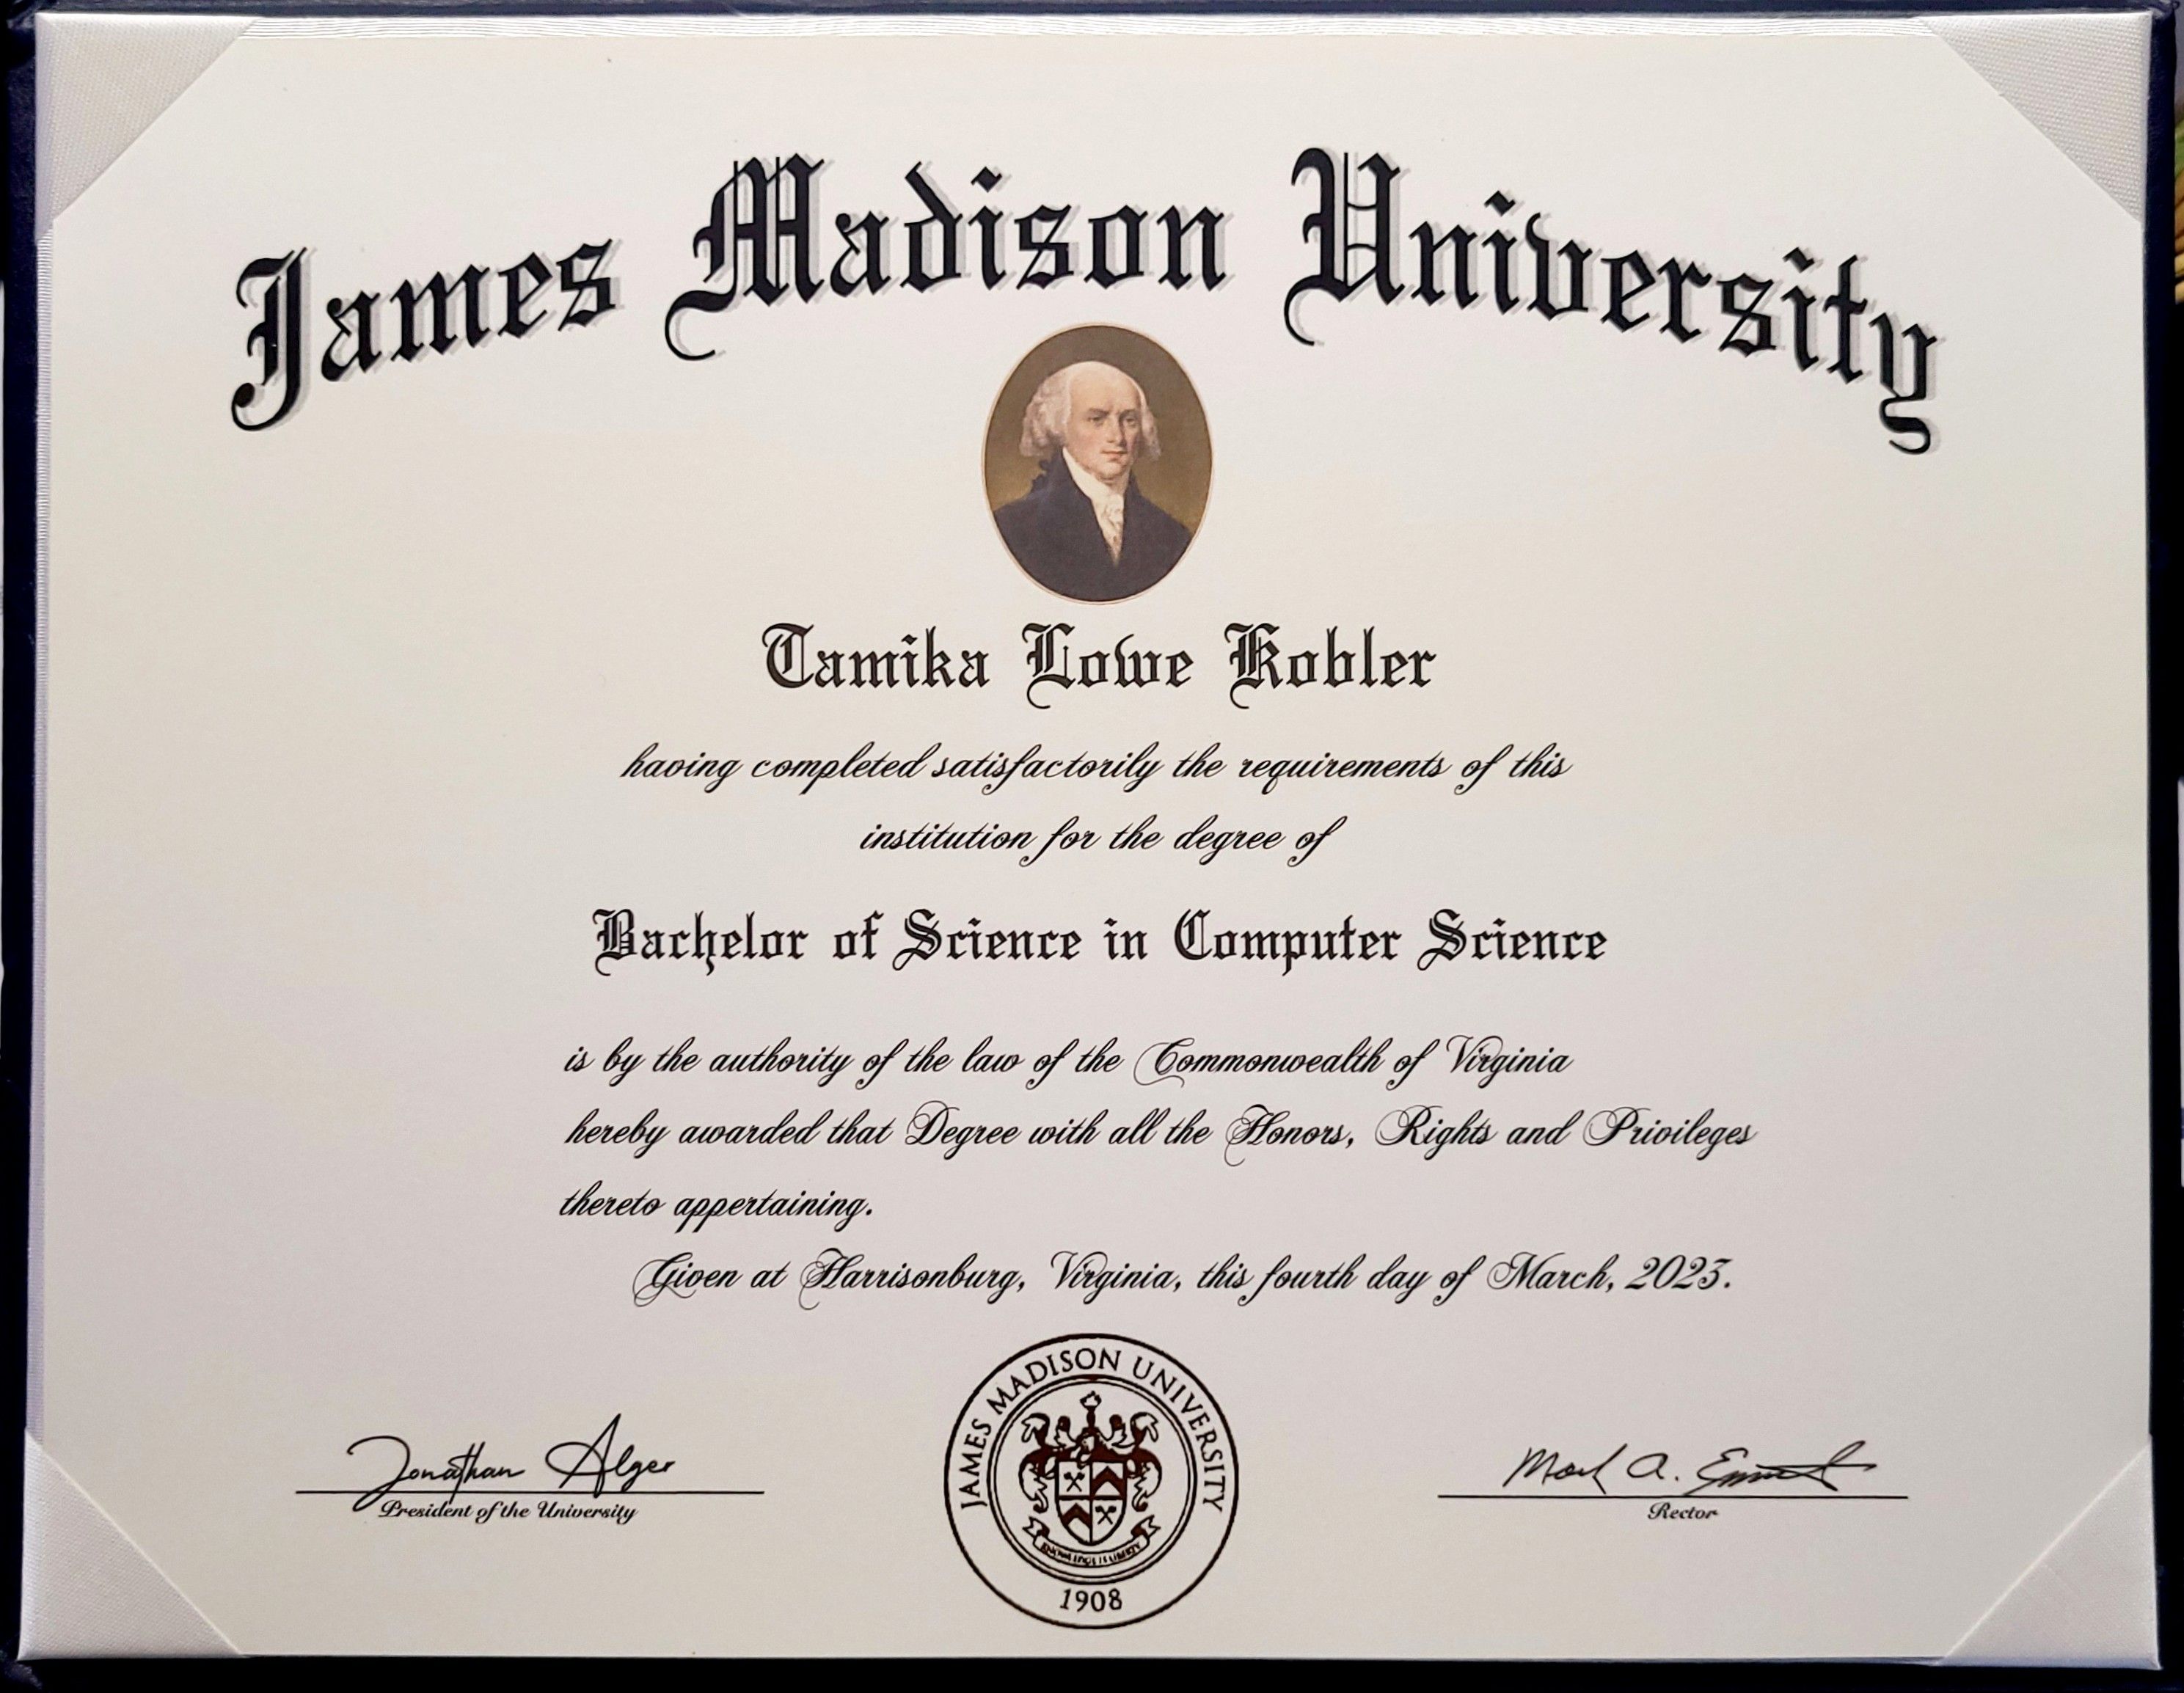 James Madison University
Tamika Lowe Kobler
having completed satisfactorily the requirements of this
institution for the degree of
Bachelor of Science in Computer Science
is by the authority of the law of the Commonwealth of Virginia
hereby awarded that Degree with all the Honors, Rights and Privileges
thereto appertaining.
Given at Harrisonburg, Virginia, this fourth day of March, 2023.
Jonathan Alger
President of the University
JAMES MADISON UNIVERSITY
KNOWLEDGE IS LIBERTY
1908
A.
Rector